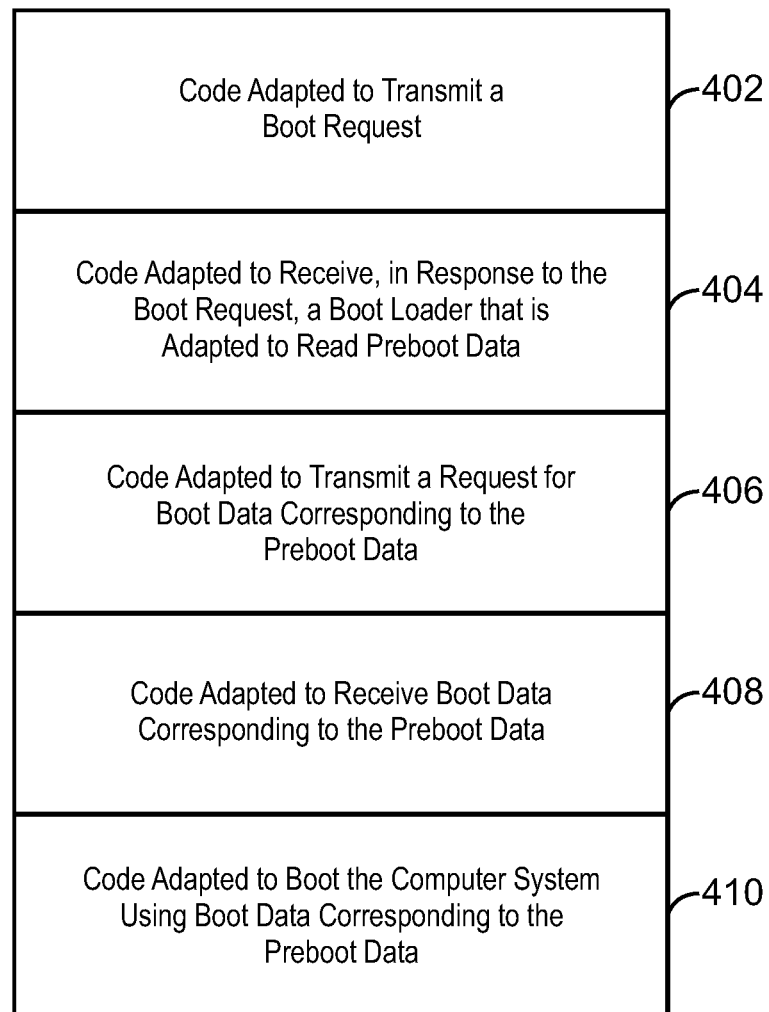 Code Adapted to Transmit a
Boot Request
402
Code Adapted to Receive, in Response to the
Boot Request, a Boot Loader that is
Adapted to Read Preboot Data
404
Code Adapted to Transmit a Request for
Boot Data Corresponding to the
Preboot Data
406
Code Adapted to Receive Boot Data
Corresponding to the Preboot Data
408
Code Adapted to Boot the Computer System
Using Boot Data Corresponding to the
Preboot Data
410